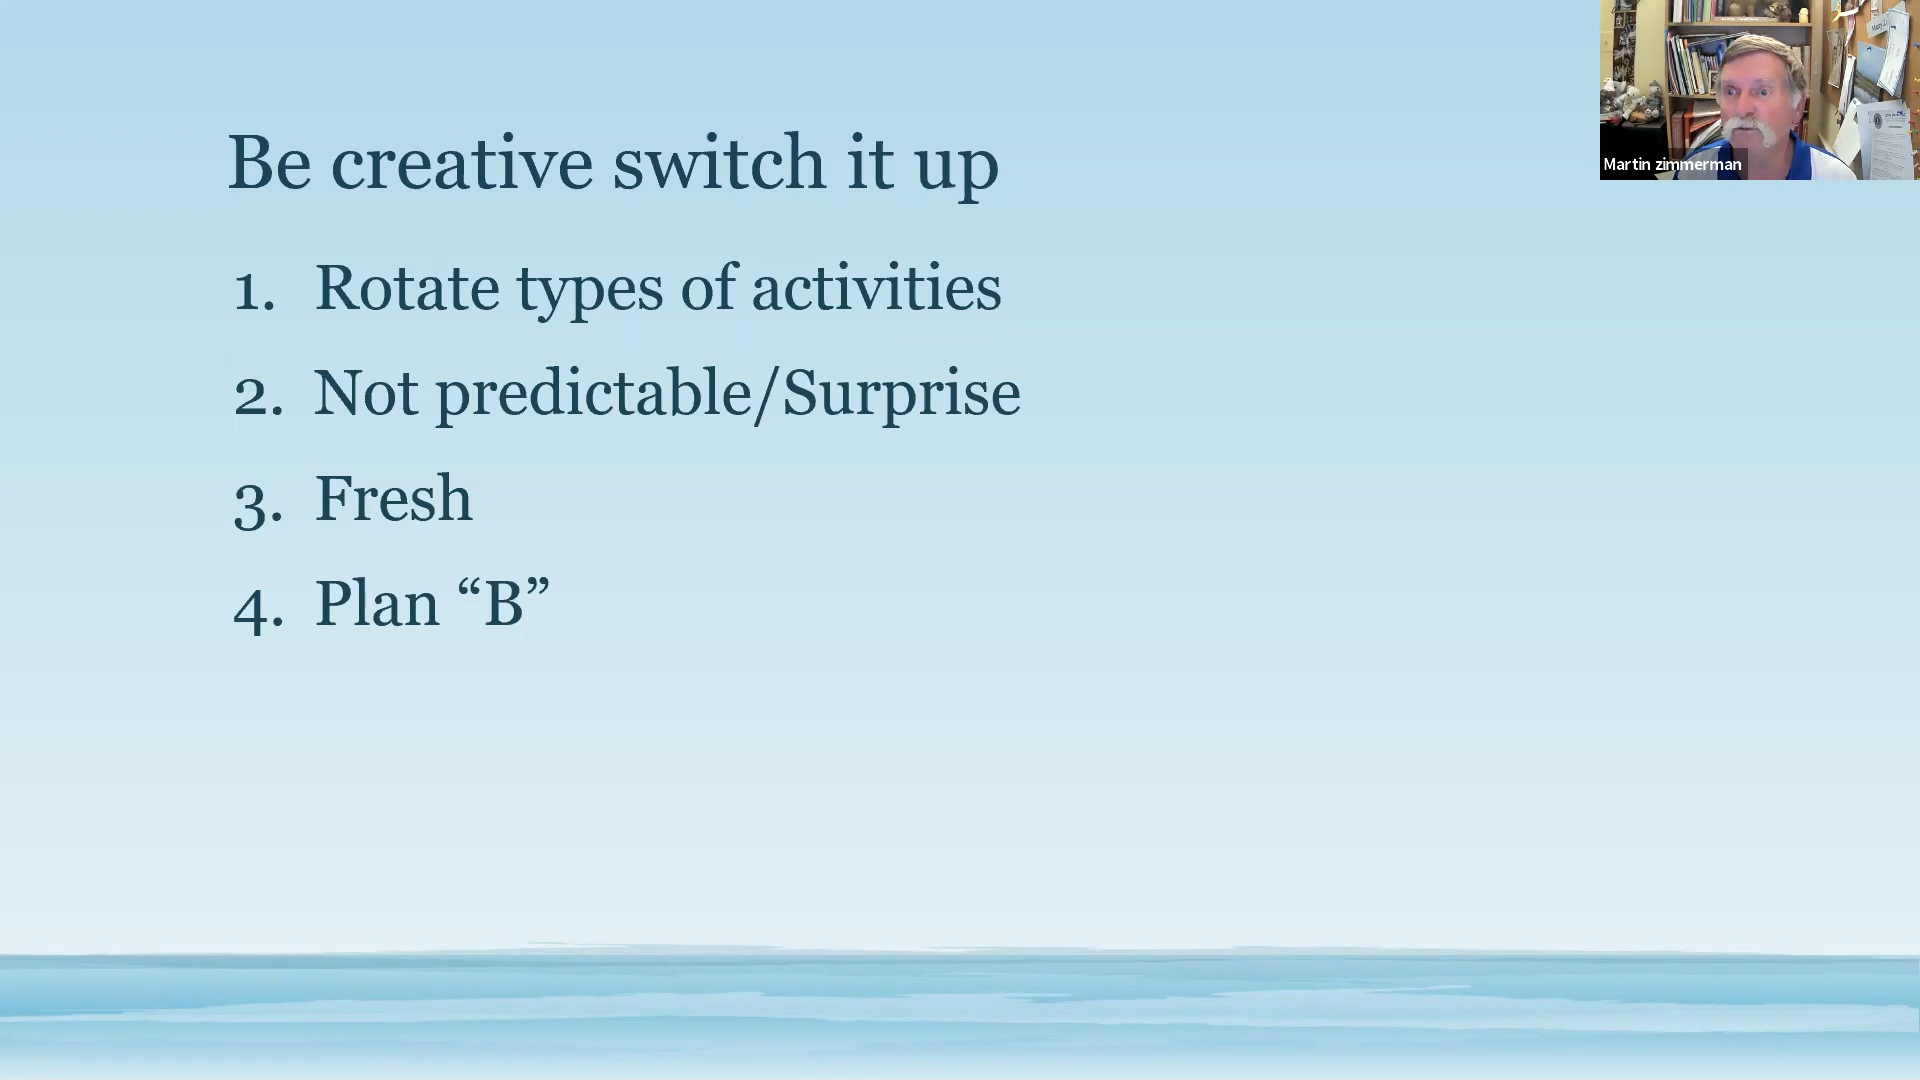 Be creative switch it up
1. Rotate types of activities
2. Not predictable/Surprise
3. Fresh
4. Plan “B”
Martin zimmerman